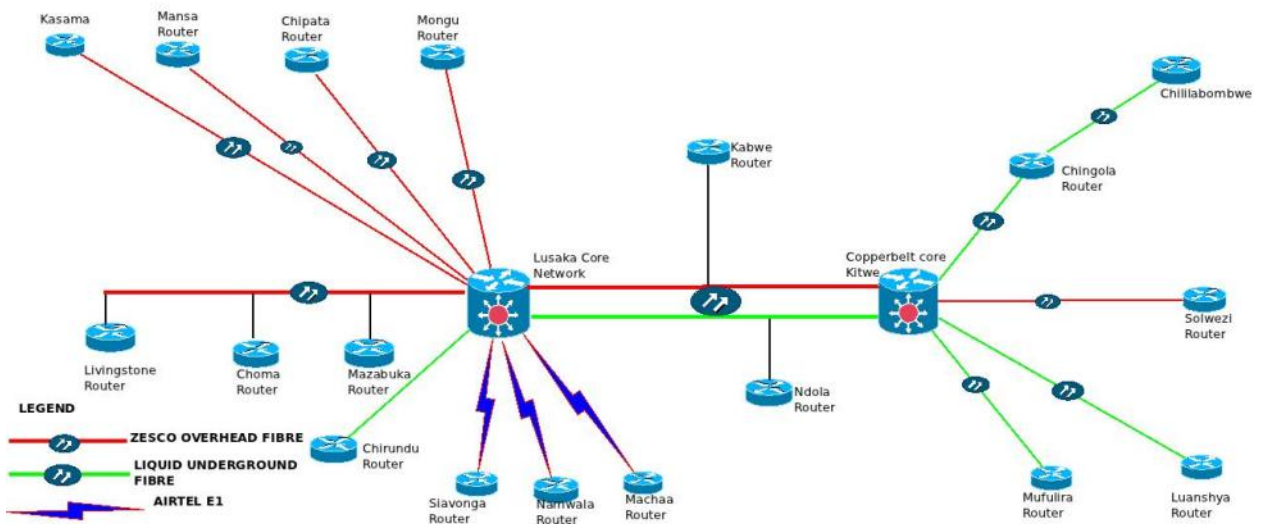 Kasama
Mansa
Router
Chipata
Router
Mongu
Router
Chililabombwe
Kabwe
Router
Chingola
Router
Lusaka Core
Network
Copperbelt core
Kitwe
Solwezi
Router
Livingstone
Router
Choma
Router
Mazabuka
Router
Ndola
Router
LEGEND
ZESCO OVERHEAD FIBRE
LIQUID UNDERGROUND
FIBRE
AIRTEL E1
Chirundu
Router
Siavonga
Router
Namwala
Router
Machaa
Router
Mufulira
Router
Luanshya
Router